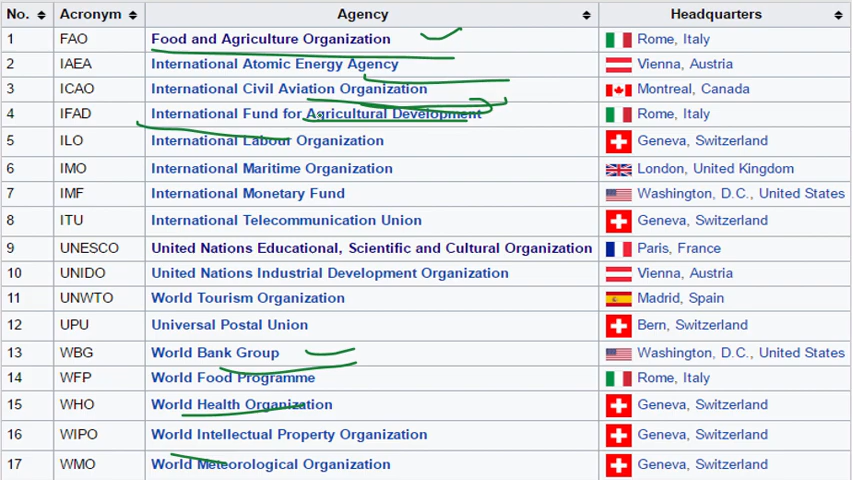 No. Acronym Agency Headquarters
1 FAO Food and Agriculture Organization Rome, Italy
2 IAEA International Atomic Energy Agency Vienna, Austria
3 ICAO International Civil Aviation Organization Montreal, Canada
4 IFAD International Fund for Agricultural Development Rome, Italy
5 ILO International Labour Organization Geneva, Switzerland
6 IMO International Maritime Organization London, United Kingdom
7 IMF International Monetary Fund Washington, D.C., United States
8 ITU International Telecommunication Union Geneva, Switzerland
9 UNESCO United Nations Educational, Scientific and Cultural Organization Paris, France
10 UNIDO United Nations Industrial Development Organization Vienna, Austria
11 UNWTO World Tourism Organization Madrid, Spain
12 UPU Universal Postal Union Bern, Switzerland
13 WBG World Bank Group Washington, D.C., United States
14 WFP World Food Programme Rome, Italy
15 WHO World Health Organization Geneva, Switzerland
16 WIPO World Intellectual Property Organization Geneva, Switzerland
17 WMO World Meteorological Organization Geneva, Switzerland